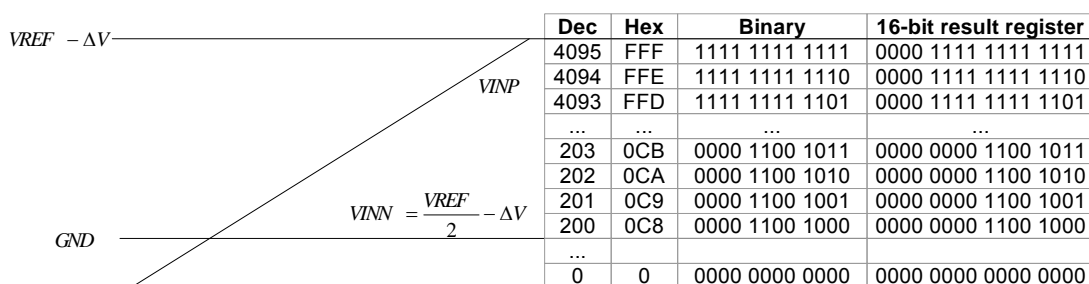 Dec Hex Binary 16-bit result register
VREF − ΔV
4095 FFF 1111 1111 1111 0000 1111 1111 1111
4094 FFE 1111 1111 1110 0000 1111 1111 1110
VINP
4093 FFD 1111 1111 1101 0000 1111 1111 1101
... ... ... ...
203 0CB 0000 1100 1011 0000 0000 1100 1011
202 0CA 0000 1100 1010 0000 0000 1100 1010
201 0C9 0000 1100 1001 0000 0000 1100 1001
VINN = VREF/2 − ΔV
200 0C8 0000 1100 1000 0000 0000 1100 1000
GND
...
0 0 0000 0000 0000 0000 0000 0000 0000